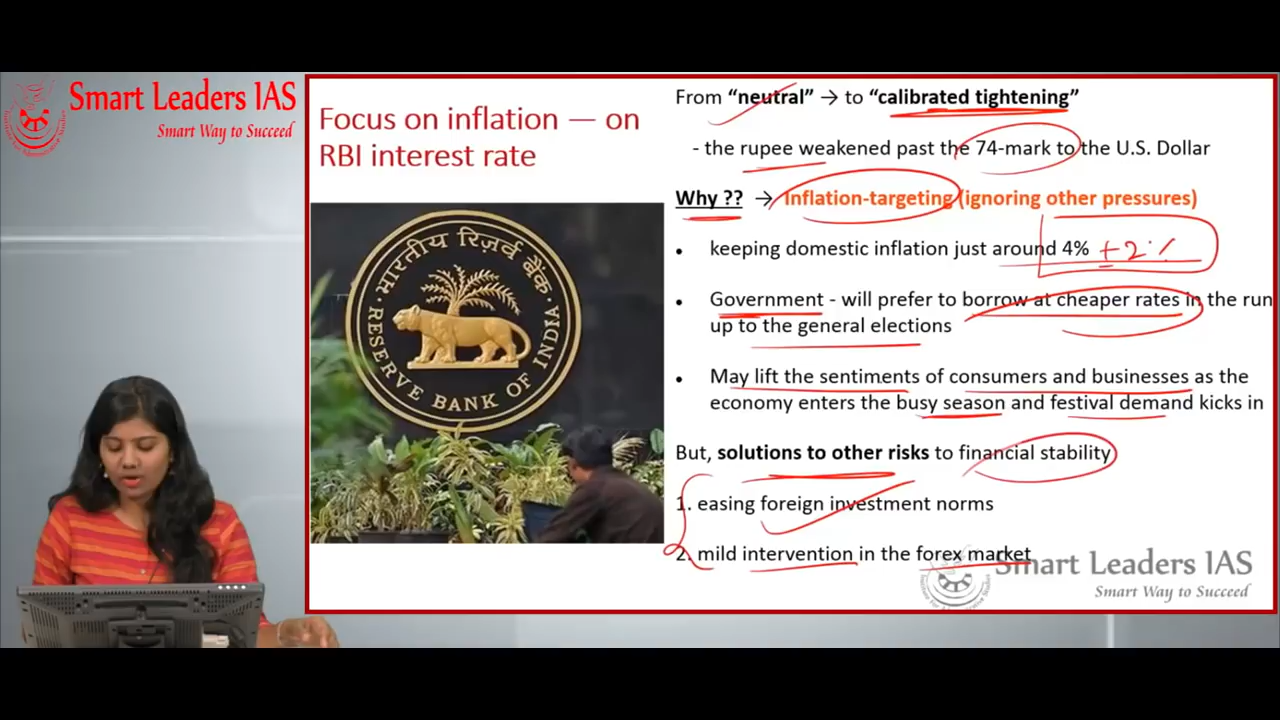 Smart Leaders IAS
Smart Way to Succeed
Focus on inflation — on
RBI interest rate
भारतीय रिज़र्व बैंक
RESERVE BANK OF INDIA
From “neutral” → to “calibrated tightening”
- the rupee weakened past the 74-mark to the U.S. Dollar
Why ?? → Inflation-targeting (ignoring other pressures)
• keeping domestic inflation just around 4% ± 2%
• Government - will prefer to borrow at cheaper rates in the run
up to the general elections
• May lift the sentiments of consumers and businesses as the
economy enters the busy season and festival demand kicks in
But, solutions to other risks to financial stability
1. easing foreign investment norms
2. mild intervention in the forex market
Smart Leaders IAS
Smart Way to Succeed